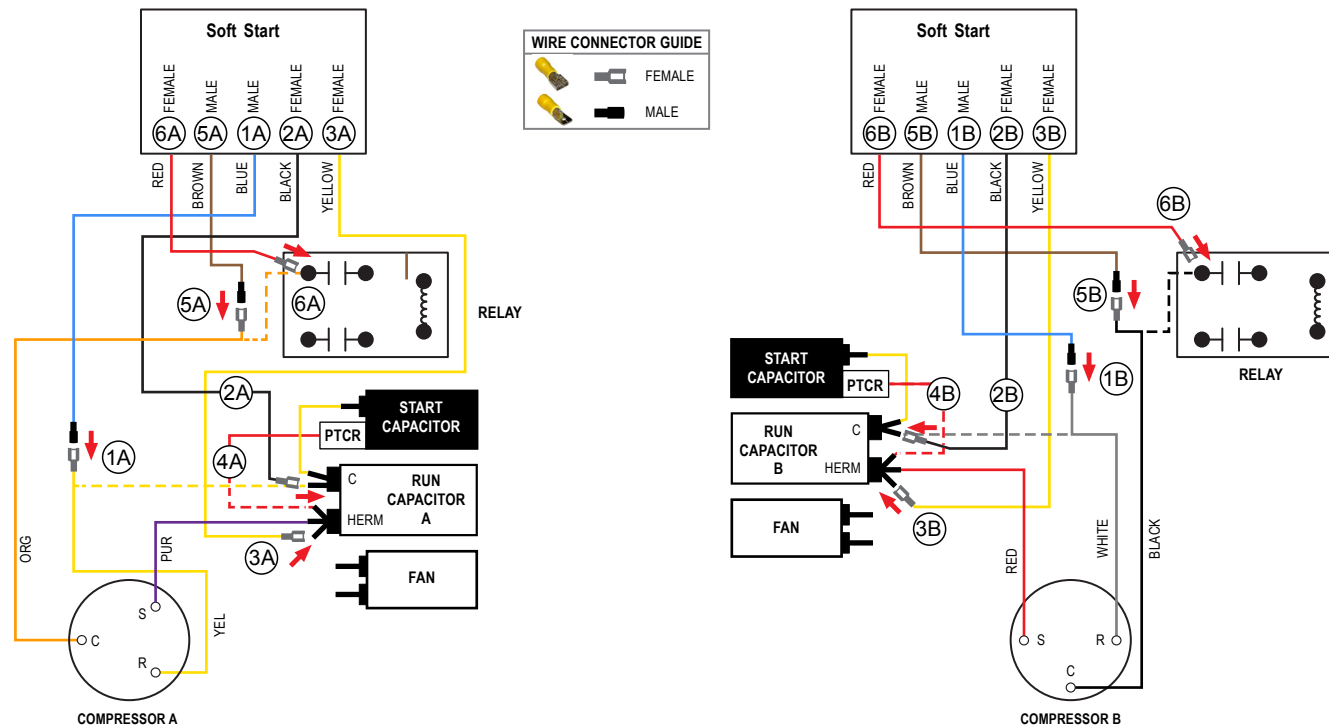 Soft Start
FEMALE
MALE
MALE
FEMALE
FEMALE
6A
5A
1A
2A
3A
RED
BROWN
BLUE
BLACK
YELLOW
5A
6A
RELAY
2A
1A
4A
START
CAPACITOR
PTCR
C
RUN
CAPACITOR
A
HERM
3A
FAN
ORG
PUR
YEL
S
C
R
COMPRESSOR A
WIRE CONNECTOR GUIDE
FEMALE
MALE
Soft Start
FEMALE
MALE
MALE
FEMALE
FEMALE
6B
5B
1B
2B
3B
RED
BROWN
BLUE
BLACK
YELLOW
6B
5B
RELAY
1B
START
CAPACITOR
PTCR
4B
2B
RUN
CAPACITOR
B
C
HERM
3B
FAN
RED
WHITE
BLACK
S
R
C
COMPRESSOR B